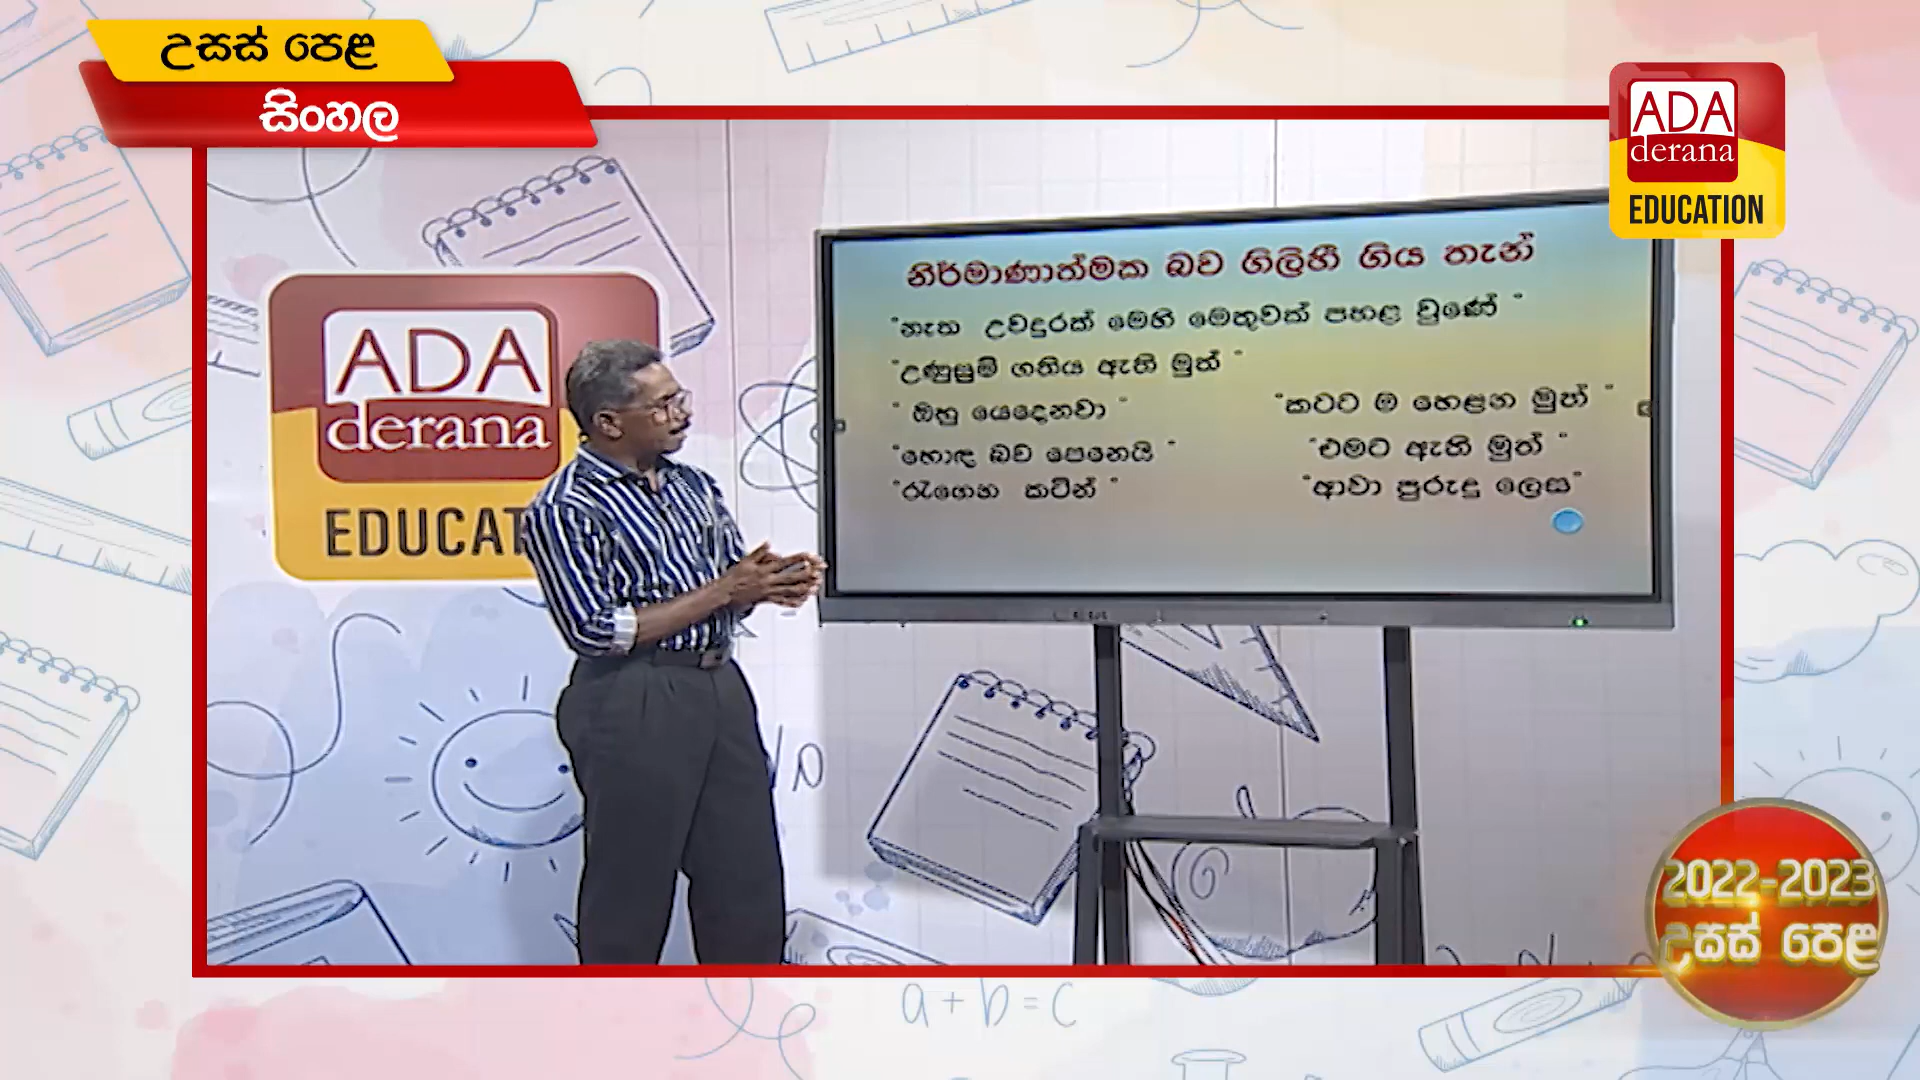 උසස් පෙළ
සිංහල
ADA
derana
EDUCATION
ADA
derana
EDUCAT
නිර්මාණාත්මක බව ගිලිහී ගිය තැන්
"නැත උවදුරක් මෙහි මෙතුවක් පහළ වුණේ"
"උණුසුම් ගතිය ඇති මුත්"
"ඔහු යෙදෙනවා" "කටට ම හෙළන මුත්"
"හොඳ බව පෙනෙයි" "එමට ඇති මුත්"
"රැගෙන කටින්" "ආවා පුරුදු ලෙස"
a+b=c
2022-2023
උසස් පෙළ